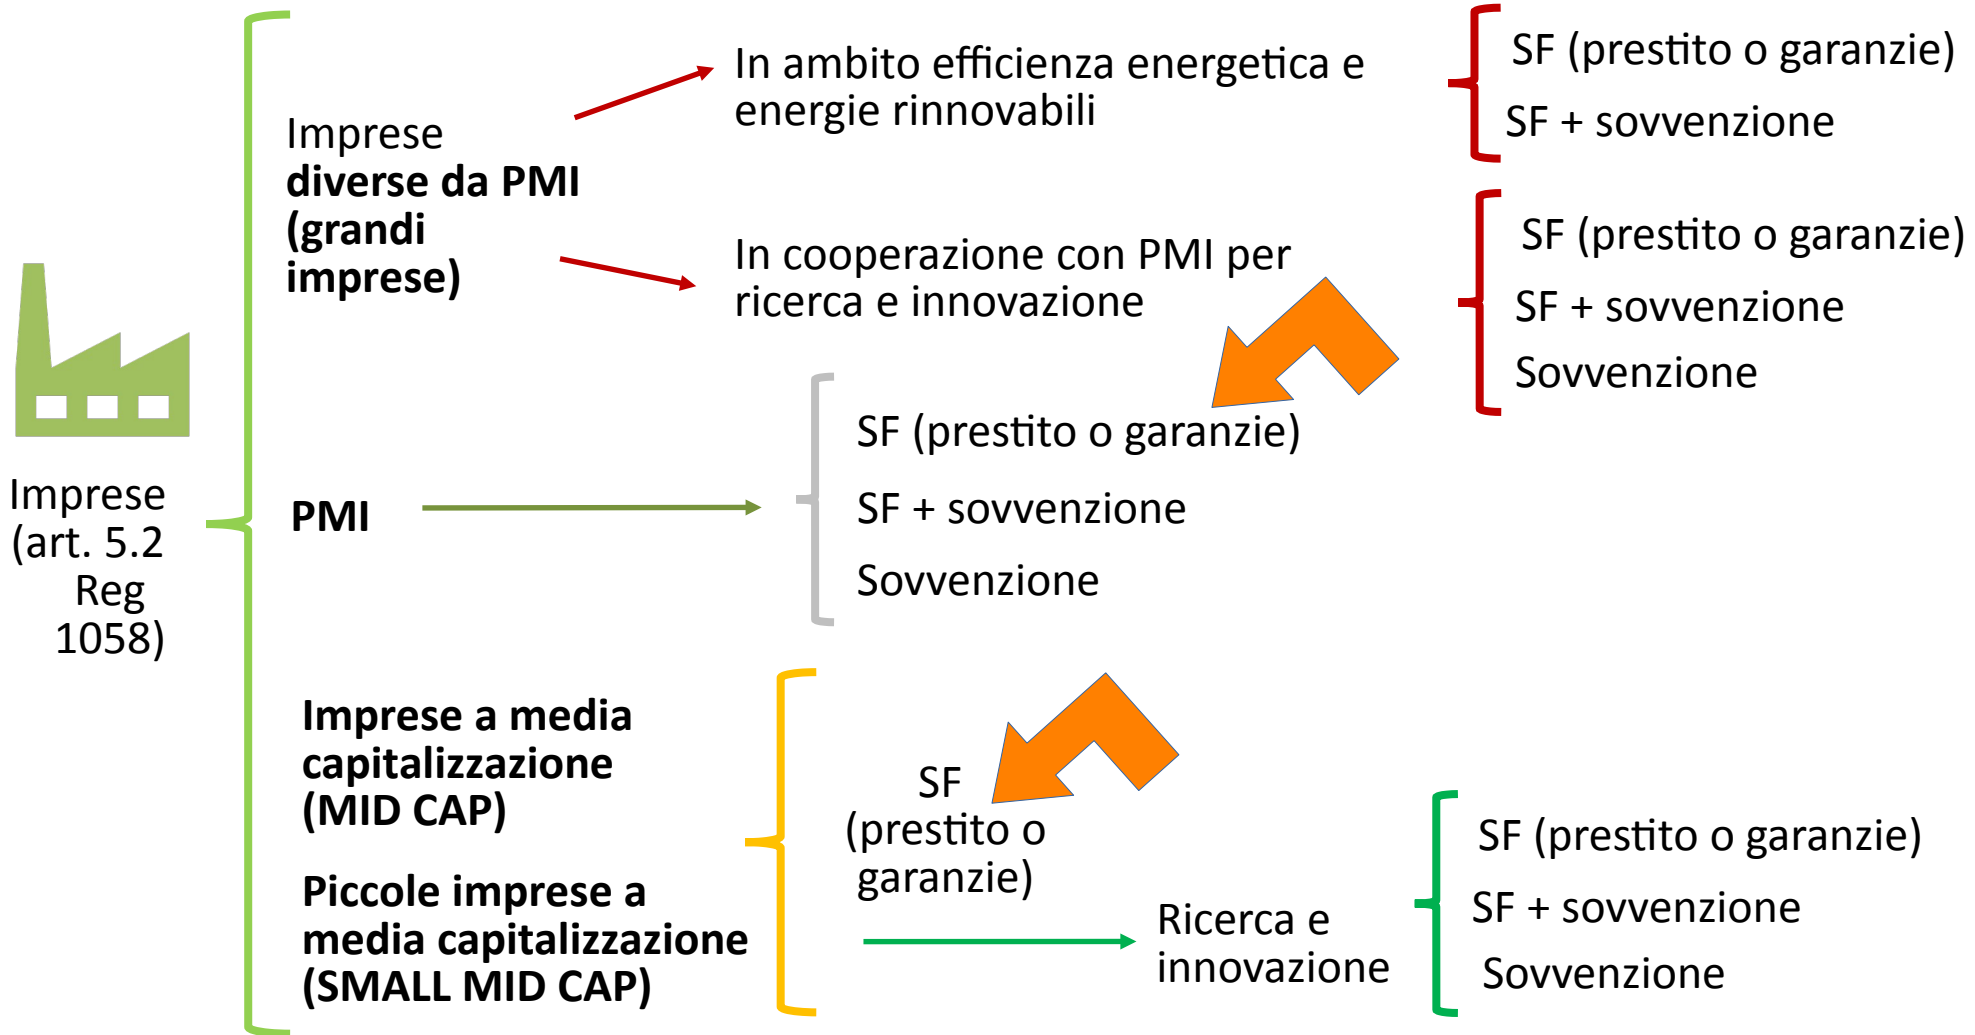 Imprese
(art. 5.2
Reg
1058)
Imprese
diverse da PMI
(grandi
imprese)
In ambito efficienza energetica e
energie rinnovabili
SF (prestito o garanzie)
SF + sovvenzione
In cooperazione con PMI per
ricerca e innovazione
SF (prestito o garanzie)
SF + sovvenzione
Sovvenzione
PMI
SF (prestito o garanzie)
SF + sovvenzione
Sovvenzione
Imprese a media
capitalizzazione
(MID CAP)
SF
(prestito o
garanzie)
Piccole imprese a
media capitalizzazione
(SMALL MID CAP)
Ricerca e
innovazione
SF (prestito o garanzie)
SF + sovvenzione
Sovvenzione